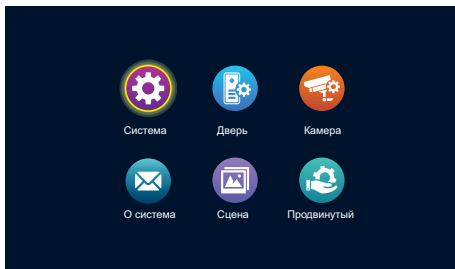 Система
Дверь
Камера
О система
Сцена
Продвинутый